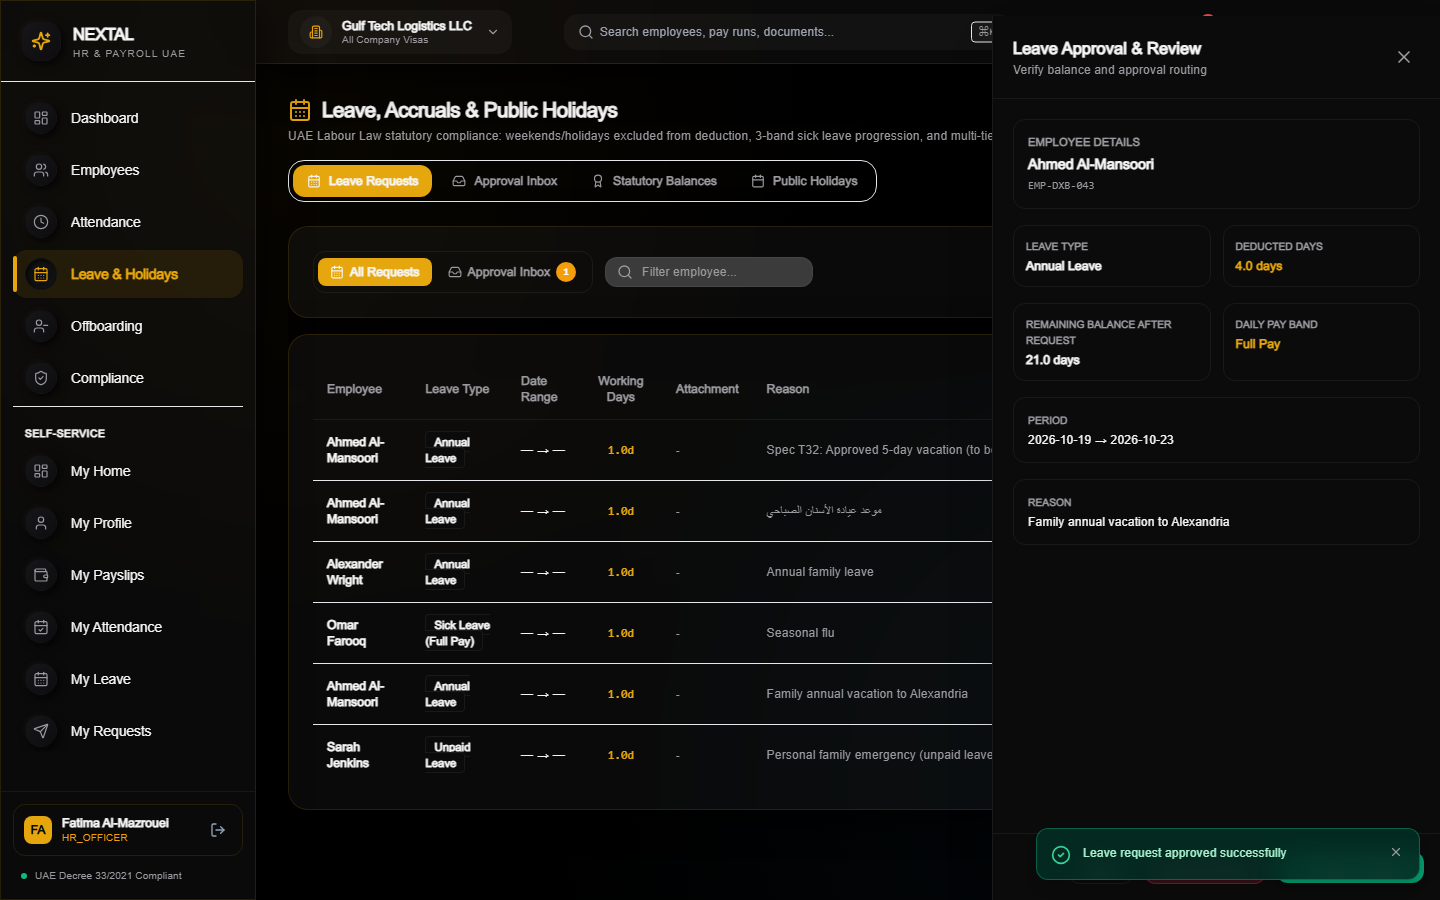 NEXTAL
HR & PAYROLL UAE
Dashboard
Employees
Attendance
Leave & Holidays
Offboarding
Compliance
SELF-SERVICE
My Home
My Profile
My Payslips
My Attendance
My Leave
My Requests
FA
Fatima Al-Mazrouei
HR_OFFICER
UAE Decree 33/2021 Compliant
Gulf Tech Logistics LLC
All Company Visas
Search employees, pay runs, documents...
Leave, Accruals & Public Holidays
UAE Labour Law statutory compliance: weekends/holidays excluded from deduction, 3-band sick leave progression, and multi-tie
Leave Requests
Approval Inbox
Statutory Balances
Public Holidays
All Requests
Approval Inbox 1
Filter employee...
Employee Leave Type Date Range Working Days Attachment Reason
Ahmed Al-Mansoori Annual Leave — → — 1.0d - Spec T32: Approved 5-day vacation (to b
Ahmed Al-Mansoori Annual Leave — → — 1.0d - موعد عيادة الأسنان الصباحي
Alexander Wright Annual Leave — → — 1.0d - Annual family leave
Omar Farooq Sick Leave (Full Pay) — → — 1.0d - Seasonal flu
Ahmed Al-Mansoori Annual Leave — → — 1.0d - Family annual vacation to Alexandria
Sarah Jenkins Unpaid Leave — → — 1.0d - Personal family emergency (unpaid leave
Leave Approval & Review
Verify balance and approval routing
EMPLOYEE DETAILS
Ahmed Al-Mansoori
EMP-DXB-043
LEAVE TYPE
Annual Leave
DEDUCTED DAYS
4.0 days
REMAINING BALANCE AFTER
REQUEST
21.0 days
DAILY PAY BAND
Full Pay
PERIOD
2026-10-19 → 2026-10-23
REASON
Family annual vacation to Alexandria
Leave request approved successfully